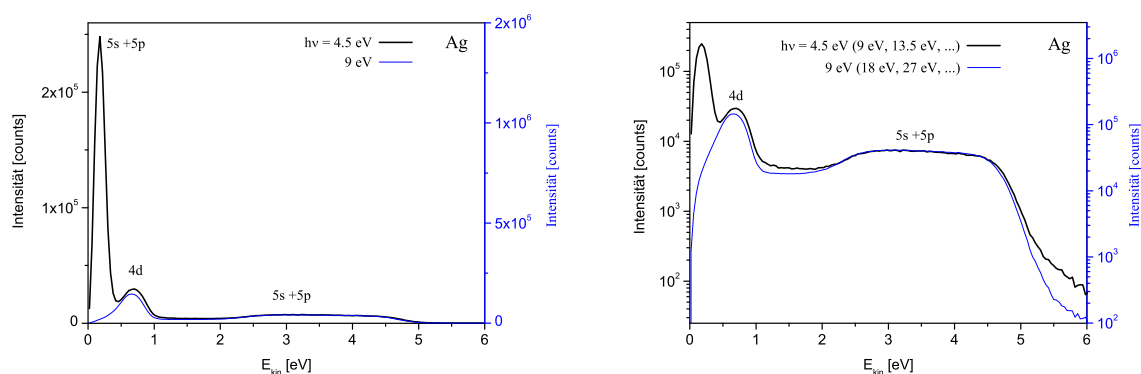 5s +5p
hν = 4.5 eV
9 eV
Ag
4d
5s +5p
2x10⁵
1x10⁵
0
Intensität [counts]
2x10⁶
1x10⁶
5x10⁵
0
Intensität [counts]
0 1 2 3 4 5 6
E_kin [eV]
hν = 4.5 eV (9 eV, 13.5 eV, ...)
9 eV (18 eV, 27 eV, ...)
Ag
4d
5s +5p
10⁵
10⁴
10³
10²
Intensität [counts]
10⁶
10⁵
10⁴
10³
10²
Intensität [counts]
0 1 2 3 4 5 6
E_kin [eV]